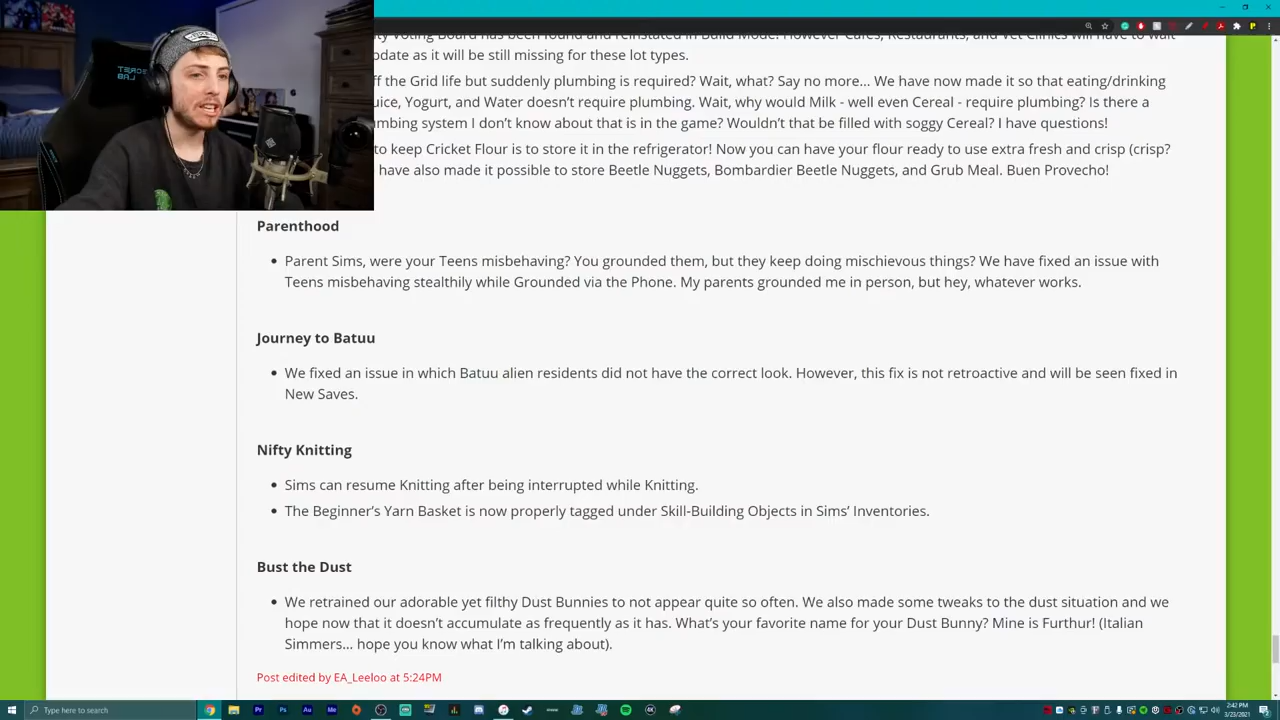 ty Voting Board has been found and reinstated in Build Mode! However Cafes, Restaurants, and Vet Clinics will have to wait
pdate as it will be still missing for these lot types.
ff the Grid life but suddenly plumbing is required? Wait, what? Say no more... We have now made it so that eating/drinking
uice, Yogurt, and Water doesn't require plumbing. Wait, why would Milk - well even Cereal - require plumbing? Is there a
mbing system I don't know about that is in the game? Wouldn't that be filled with soggy Cereal? I have questions!
to keep Cricket Flour is to store it in the refrigerator! Now you can have your flour ready to use extra fresh and crisp (crisp?
have also made it possible to store Beetle Nuggets, Bombardier Beetle Nuggets, and Grub Meal. Buen Provecho!
Parenthood
• Parent Sims, were your Teens misbehaving? You grounded them, but they keep doing mischievous things? We have fixed an issue with
Teens misbehaving stealthily while Grounded via the Phone. My parents grounded me in person, but hey, whatever works.
Journey to Batuu
• We fixed an issue in which Batuu alien residents did not have the correct look. However, this fix is not retroactive and will be seen fixed in
New Saves.
Nifty Knitting
• Sims can resume Knitting after being interrupted while Knitting.
• The Beginner's Yarn Basket is now properly tagged under Skill-Building Objects in Sims' Inventories.
Bust the Dust
• We retrained our adorable yet filthy Dust Bunnies to not appear quite so often. We also made some tweaks to the dust situation and we
hope now that it doesn't accumulate as frequently as it has. What's your favorite name for your Dust Bunny? Mine is Furthur! (Italian
Simmers... hope you know what I'm talking about).
Post edited by EA_Leeloo at 5:24PM
Type here to search
2:42 PM
3/23/2021